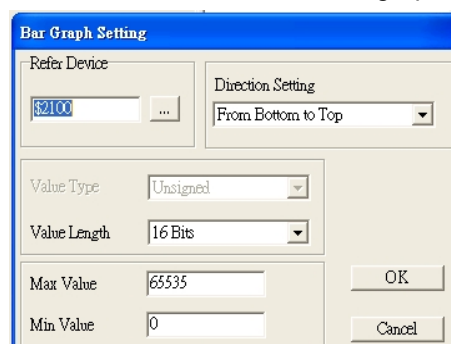 Bar Graph Setting
Refer Device
$2100
...
Direction Setting
From Bottom to Top
Value Type
Unsigned
Value Length
16 Bits
Max Value
65535
OK
Min Value
0
Cancel